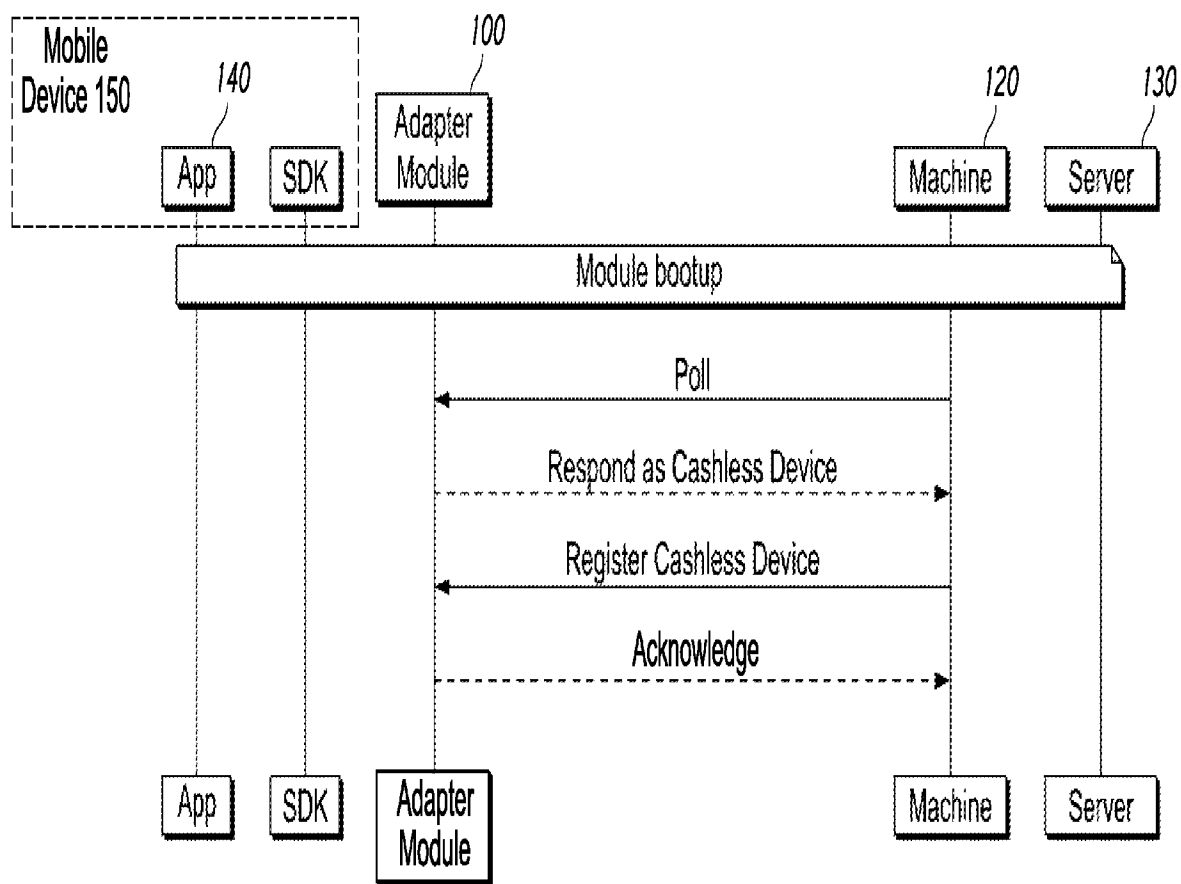 Mobile
Device 150
140
100
120
130
App
SDK
Adapter
Module
Machine
Server
Module bootup
Poll
Respond as Cashless Device
Register Cashless Device
Acknowledge
App
SDK
Adapter
Module
Machine
Server